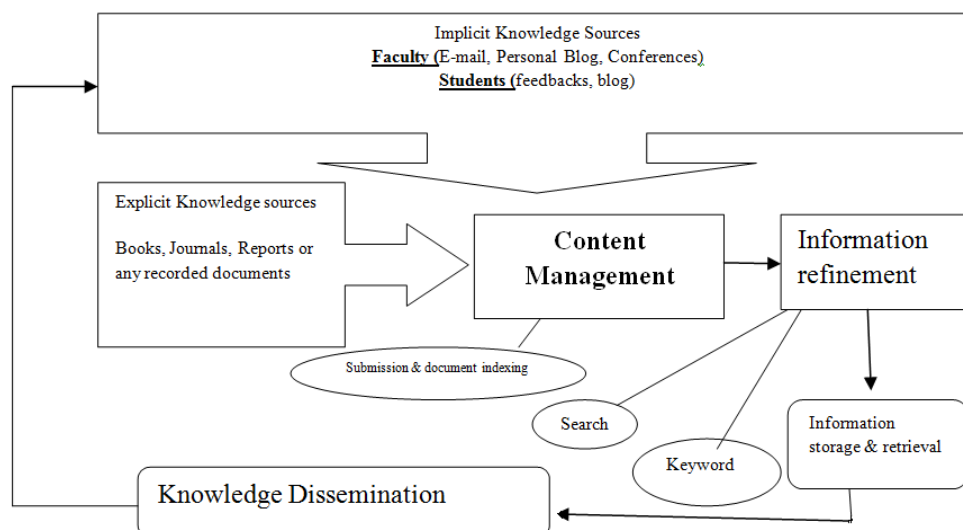 Implicit Knowledge Sources
Faculty (E-mail, Personal Blog, Conferences)
Students (feedbacks, blog)
Explicit Knowledge sources
Books, Journals, Reports or
any recorded documents
Content
Management
Information
refinement
Submission & document indexing
Search
Keyword
Information
storage & retrieval
Knowledge Dissemination